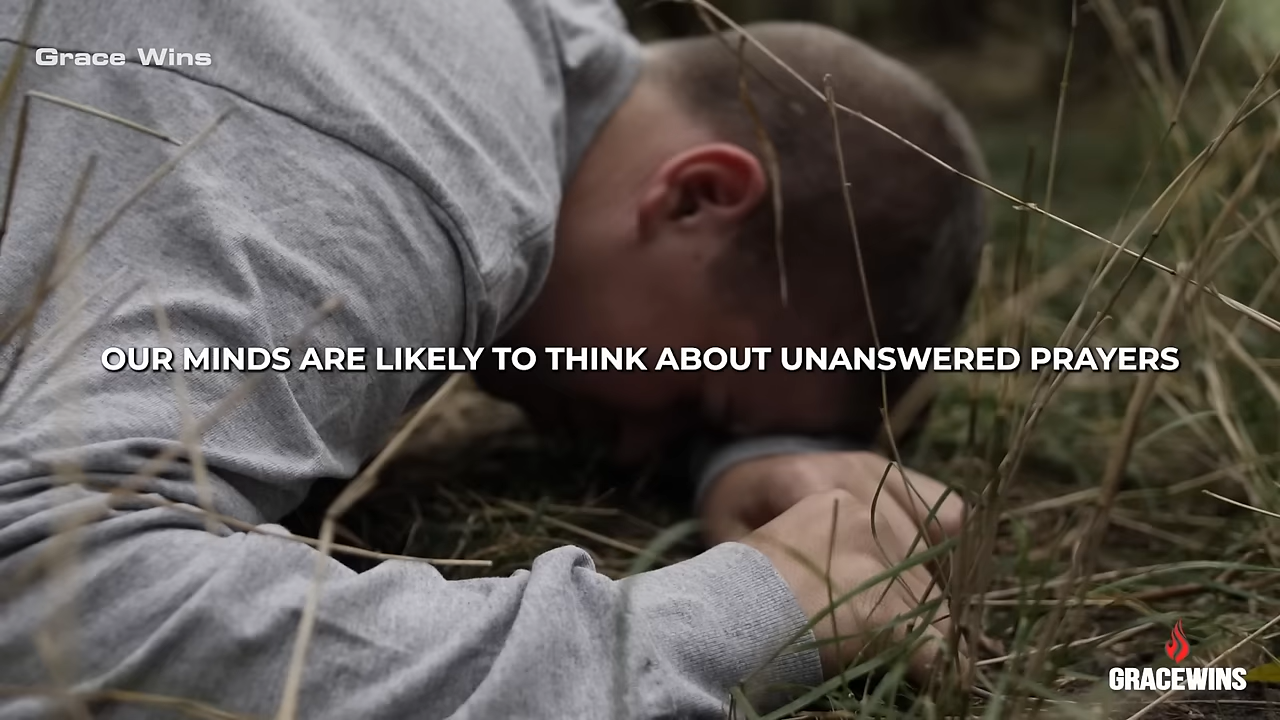 Grace Wins
OUR MINDS ARE LIKELY TO THINK ABOUT UNANSWERED PRAYERS
GRACEWINS